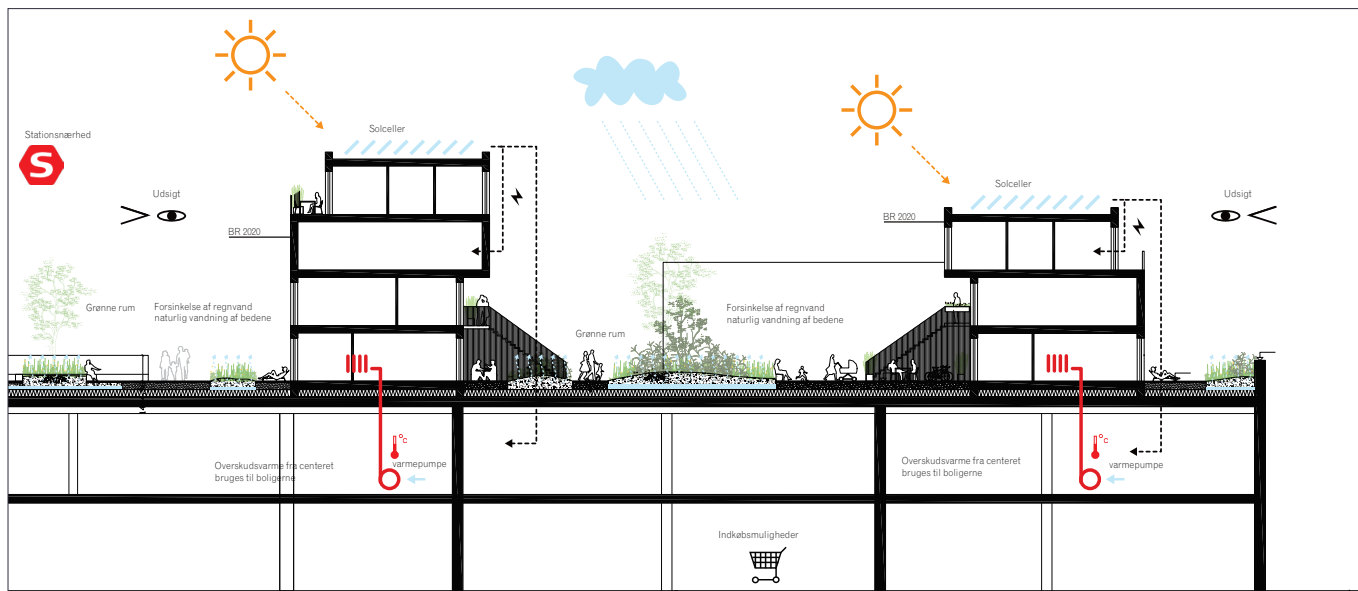 Solceller
Stationsnærhed
S
Udsigt
BR 2020
Grønne rum
Forsinkelse af regnvand
naturlig vandning af bedene
Grønne rum
Forsinkelse af regnvand
naturlig vandning af bedene
Solceller
BR 2020
Udsigt
°c
Overskudsvarme fra centeret
bruges til boligerne
varmepumpe
°c
Overskudsvarme fra centeret
bruges til boligerne
varmepumpe
Indkøbsmuligheder